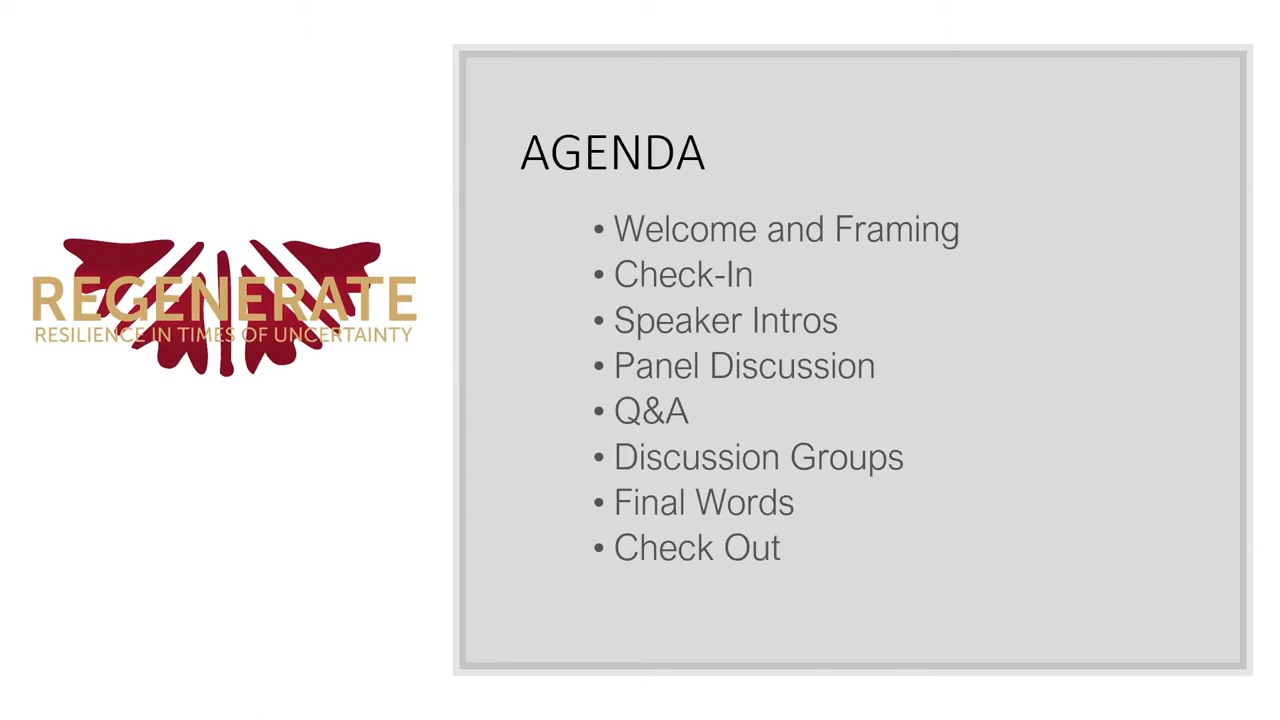 REGENERATE
RESILIENCE IN TIMES OF UNCERTAINTY
AGENDA
• Welcome and Framing
• Check-In
• Speaker Intros
• Panel Discussion
• Q&A
• Discussion Groups
• Final Words
• Check Out